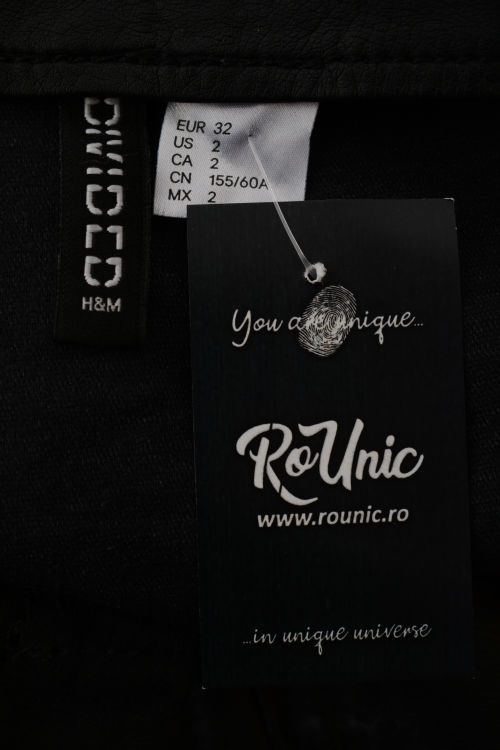 DIVIDED
H&M
EUR 32
US 2
CA 2
CN 155/60A
MX 2
You are unique...
RoUnic
www.rounic.ro
...in unique universe